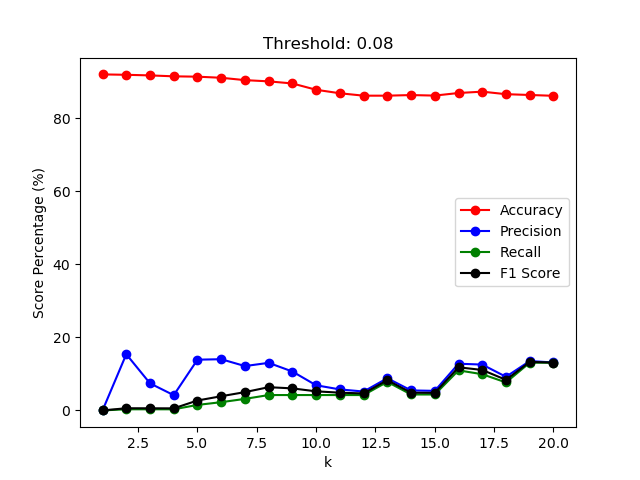 Threshold: 0.08
Score Percentage (%)
80
60
40
20
0
Accuracy
Precision
Recall
F1 Score
2.5 5.0 7.5 10.0 12.5 15.0 17.5 20.0
k